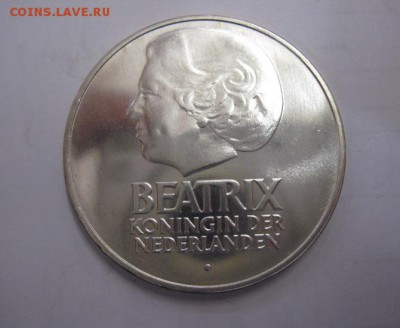 COINS.LAVE.RU
BEATRIX
KONINGIN DER
NEDERLANDEN